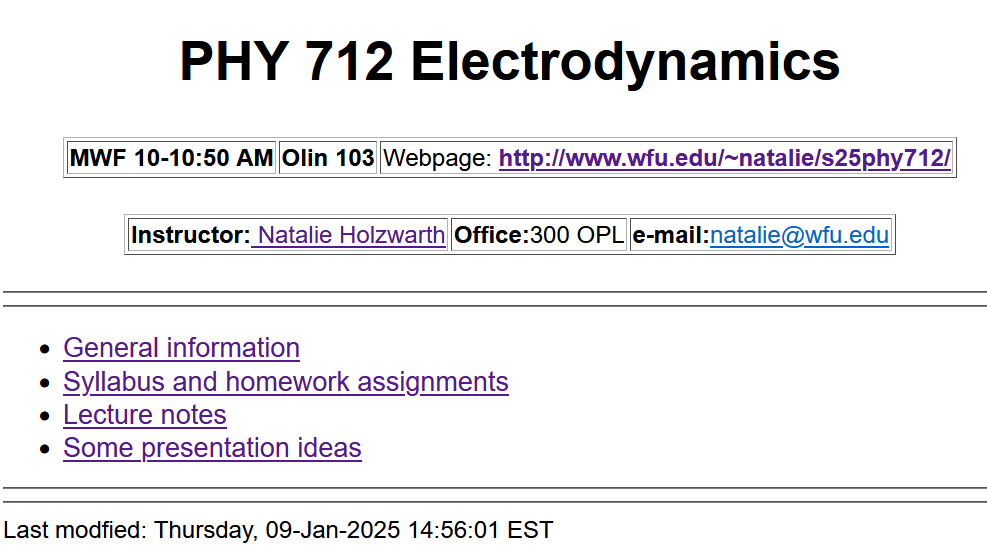 PHY 712 Electrodynamics
MWF 10-10:50 AM Olin 103 Webpage: http://www.wfu.edu/~natalie/s25phy712/
Instructor: Natalie Holzwarth Office:300 OPL e-mail:natalie@wfu.edu
General information
Syllabus and homework assignments
Lecture notes
Some presentation ideas
Last modfied: Thursday, 09-Jan-2025 14:56:01 EST